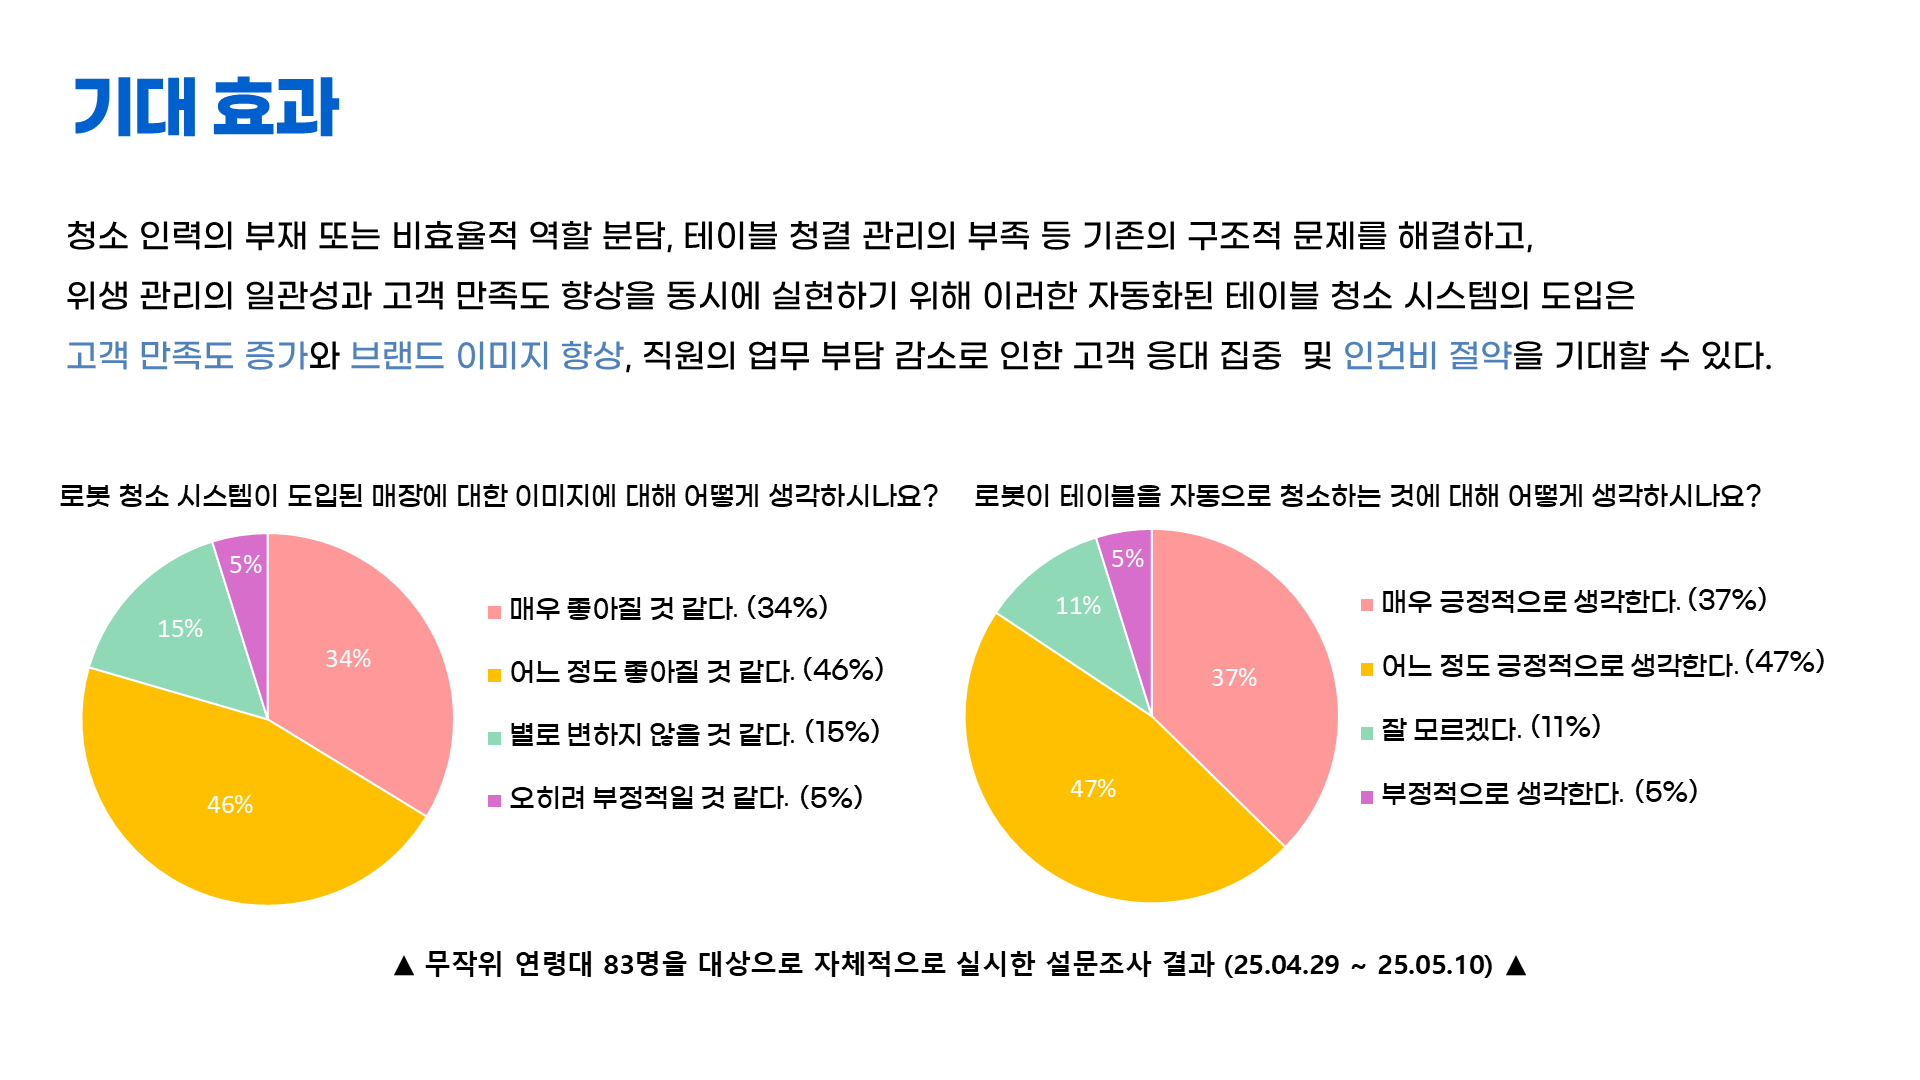 기대 효과
청소 인력의 부재 또는 비효율적 역할 분담, 테이블 청결 관리의 부족 등 기존의 구조적 문제를 해결하고,
위생 관리의 일관성과 고객 만족도 향상을 동시에 실현하기 위해 이러한 자동화된 테이블 청소 시스템의 도입은
고객 만족도 증가와 브랜드 이미지 향상, 직원의 업무 부담 감소로 인한 고객 응대 집중 및 인건비 절약을 기대할 수 있다.
로봇 청소 시스템이 도입된 매장에 대한 이미지에 대해 어떻게 생각하시나요?
5%
15%
34%
46%
매우 좋아질 것 같다. (34%)
어느 정도 좋아질 것 같다. (46%)
별로 변하지 않을 것 같다. (15%)
오히려 부정적일 것 같다. (5%)
로봇이 테이블을 자동으로 청소하는 것에 대해 어떻게 생각하시나요?
5%
11%
37%
47%
매우 긍정적으로 생각한다. (37%)
어느 정도 긍정적으로 생각한다. (47%)
잘 모르겠다. (11%)
부정적으로 생각한다. (5%)
▲ 무작위 연령대 83명을 대상으로 자체적으로 실시한 설문조사 결과 (25.04.29 ~ 25.05.10) ▲